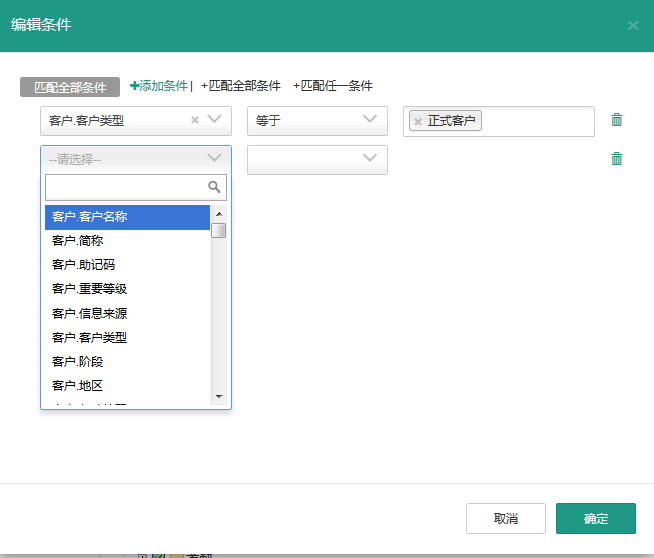 编辑条件 ×
匹配全部条件 +添加条件 | +匹配全部条件 +匹配任一条件
客户.客户类型 × 等于 × 正式客户
--请选择--
客户.客户名称
客户.简称
客户.助记码
客户.重要等级
客户.信息来源
客户.客户类型
客户.阶段
客户.地区
取消 确定